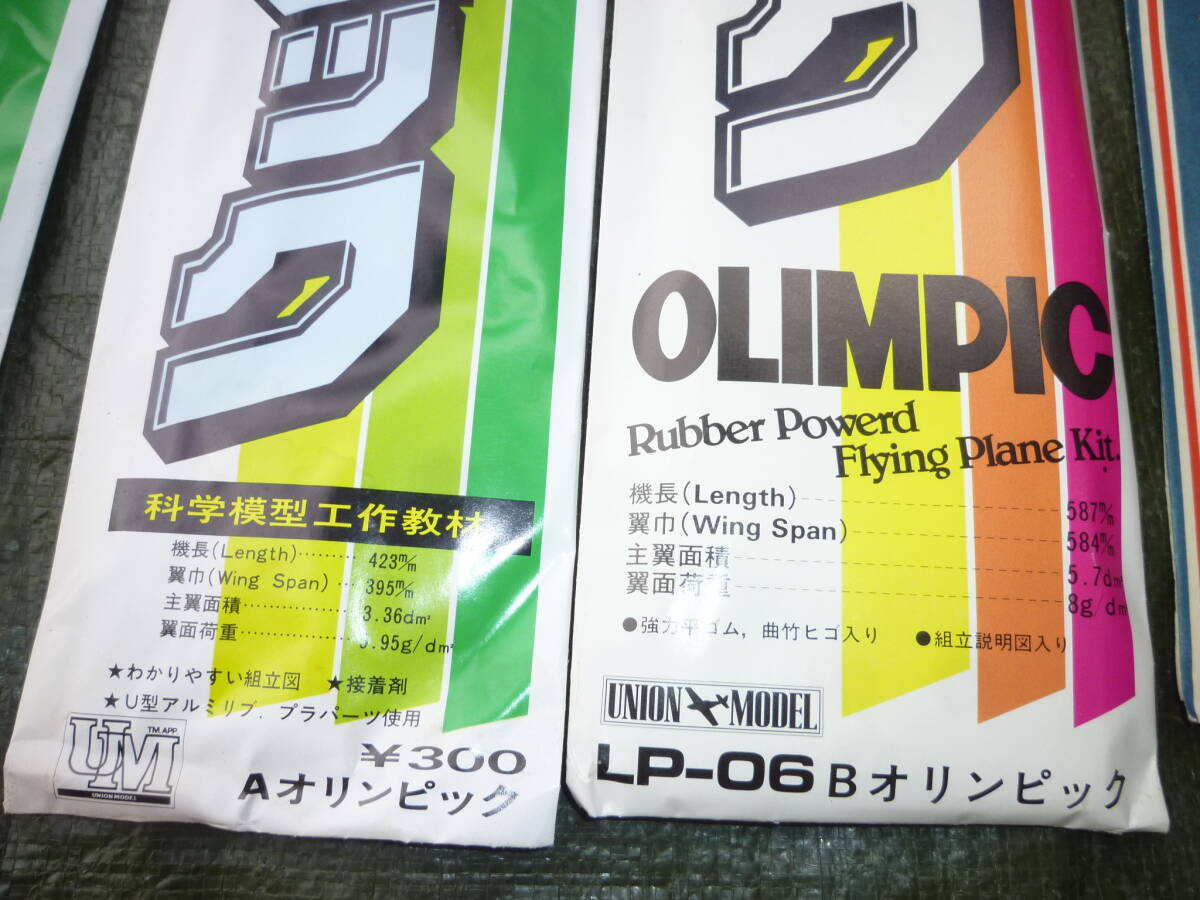 科学模型工作教材
機長(Length)‥‥‥ 423m/m
翼巾(Wing Span)‥ 395m/m
主翼面積‥‥‥‥‥ 3.36dm²
翼面荷重‥‥‥‥‥ .95g/dm²
★わかりやすい組立図 ★接着剤
★U型アルミリブ．プラパーツ使用
UM
TM.APP
UNION MODEL
¥300
Aオリンピック
OLIMPIC
Rubber Powerd
Flying Plane Kit.
機長(Length) 587m/m
翼巾(Wing Span) 584m/m
主翼面積 5.7dm²
翼面荷重 8g/dm²
●強力平ゴム，曲竹ヒゴ入り ●組立説明図入り
UNION MODEL
LP-06 Bオリンピック